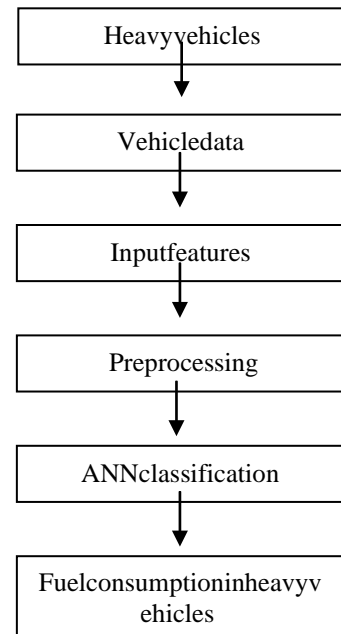 Heavyvehicles
Vehicledata
Inputfeatures
Preprocessing
ANNclassification
Fuelconsumptioninheavyv
ehicles